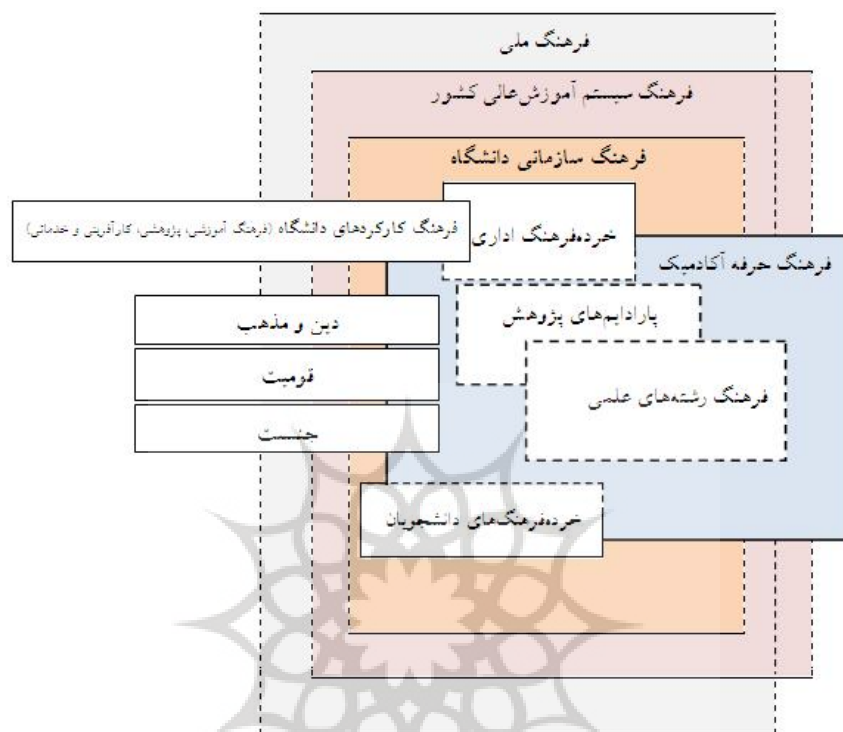 فرهنگ ملی
فرهنگ سیستم آموزش‌عالی کشور
فرهنگ سازمانی دانشگاه
خرده‌فرهنگ اداری
فرهنگ کارکردهای دانشگاه (فرهنگ آموزشی، پژوهشی، کارآفرینی و خدماتی)
فرهنگ حرفه آکادمیک
پارادایم‌های پژوهش
دین و مذهب
قومیت
فرهنگ رشته‌های علمی
جنسیت
خرده‌فرهنگ‌های دانشجویان